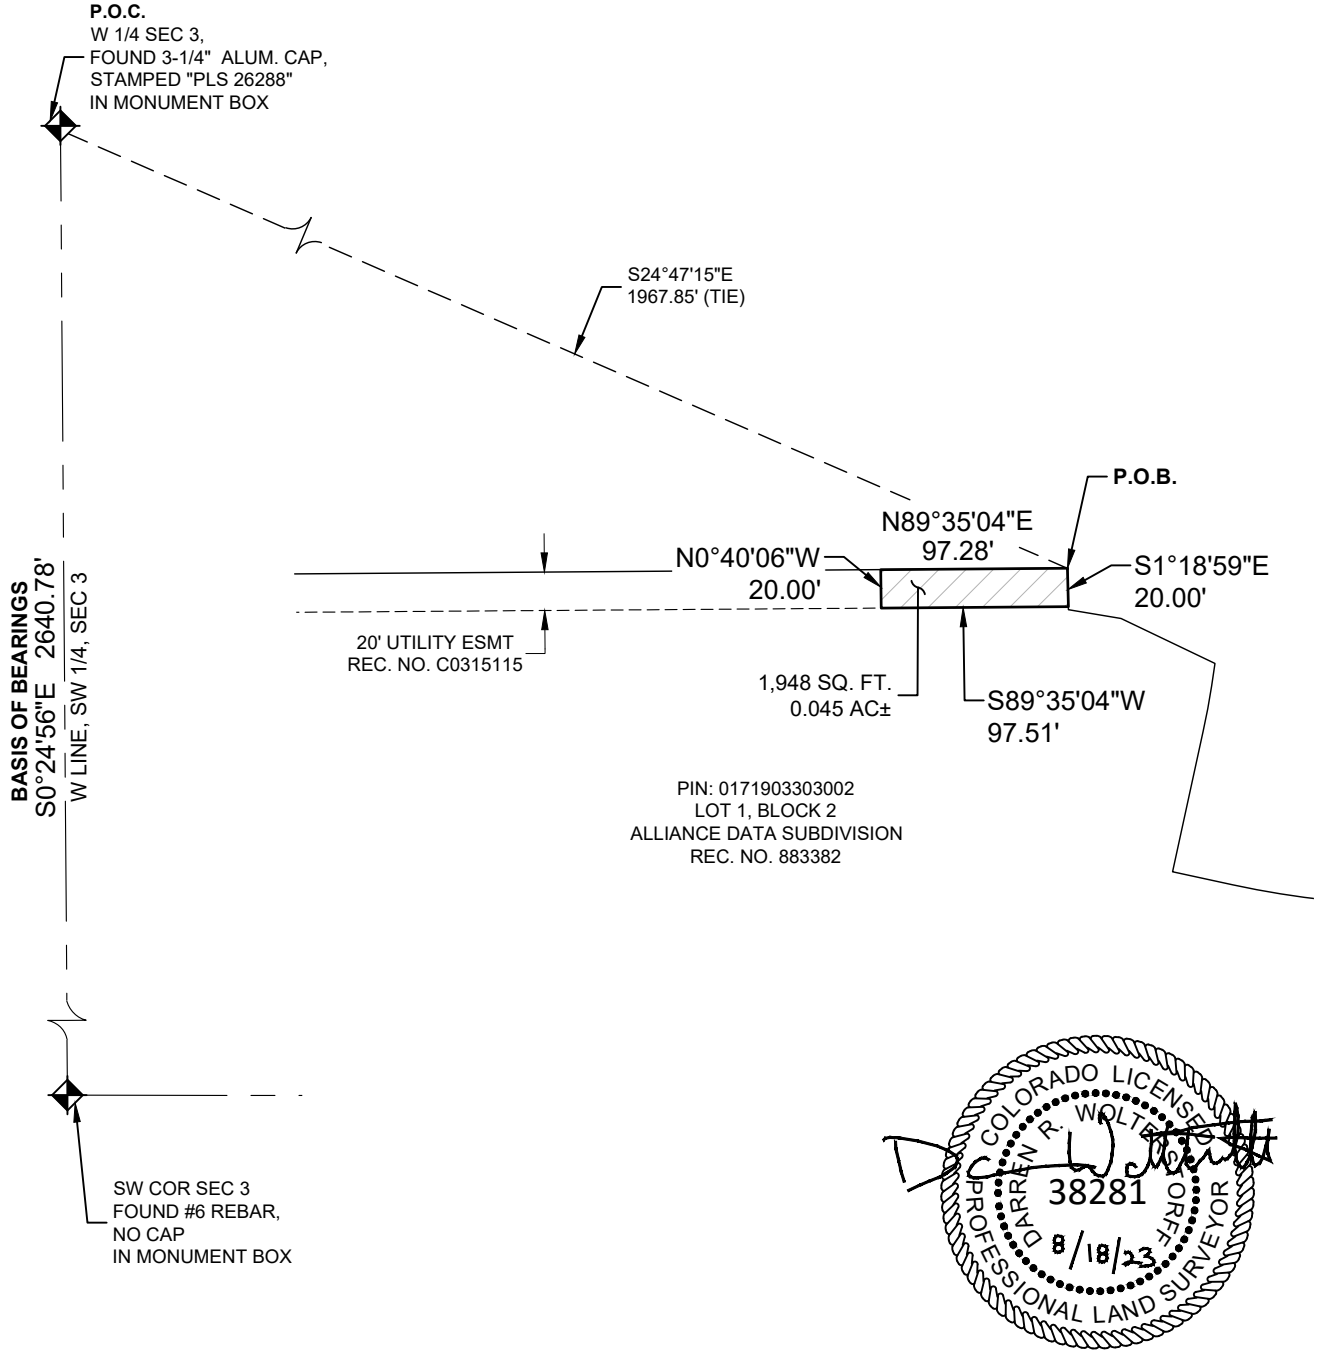 P.O.C.
W 1/4 SEC 3,
FOUND 3-1/4" ALUM. CAP,
STAMPED "PLS 26288"
IN MONUMENT BOX
S24°47'15"E
1967.85' (TIE)
P.O.B.
N89°35'04"E
97.28'
N0°40'06"W
20.00'
S1°18'59"E
20.00'
20' UTILITY ESMT
REC. NO. C0315115
1,948 SQ. FT.
0.045 AC±
S89°35'04"W
97.51'
BASIS OF BEARINGS
S0°24'56"E 2640.78'
W LINE, SW 1/4, SEC 3
PIN: 0171903303002
LOT 1, BLOCK 2
ALLIANCE DATA SUBDIVISION
REC. NO. 883382
SW COR SEC 3
FOUND #6 REBAR,
NO CAP
IN MONUMENT BOX
COLORADO LICENSED
DARREN R. WOLTERSTORFF
38281
8/18/23
PROFESSIONAL LAND SURVEYOR